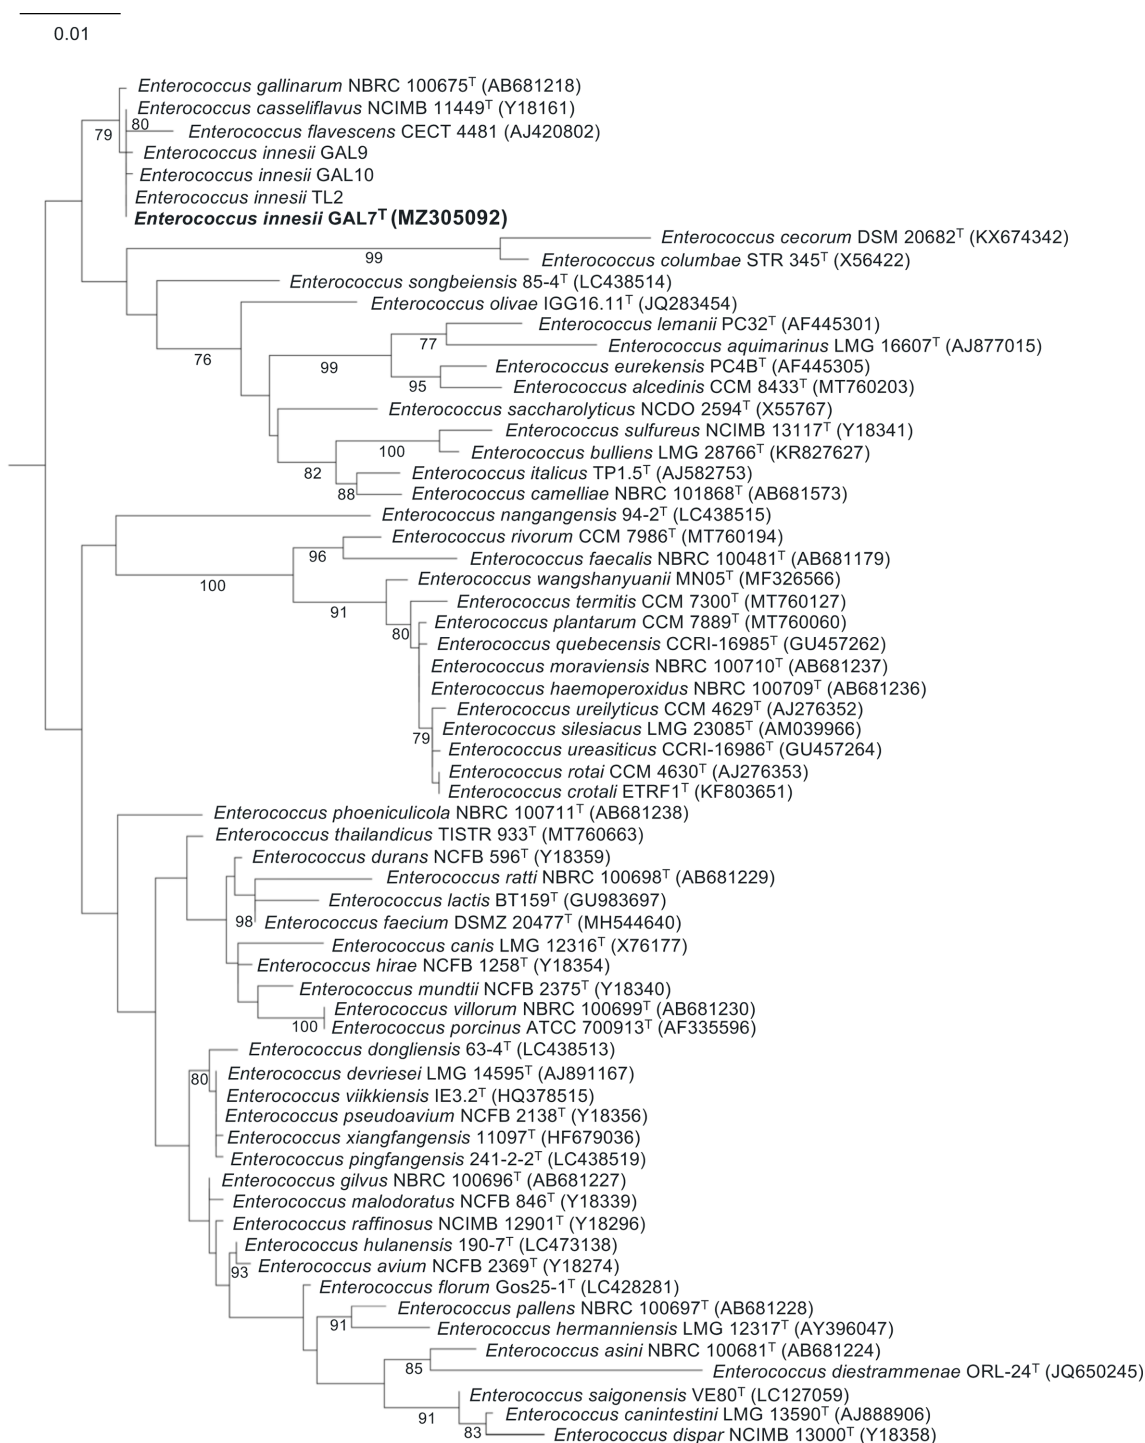 0.01
Enterococcus gallinarum NBRC 100675ᵀ (AB681218)
Enterococcus casseliflavus NCIMB 11449ᵀ (Y18161)
80
79
Enterococcus flavescens CECT 4481 (AJ420802)
Enterococcus innesii GAL9
Enterococcus innesii GAL10
Enterococcus innesii TL2
Enterococcus innesii GAL7ᵀ (MZ305092)
Enterococcus cecorum DSM 20682ᵀ (KX674342)
99
Enterococcus columbae STR 345ᵀ (X56422)
Enterococcus songbeiensis 85-4ᵀ (LC438514)
Enterococcus olivae IGG16.11ᵀ (JQ283454)
Enterococcus lemanii PC32ᵀ (AF445301)
77
Enterococcus aquimarinus LMG 16607ᵀ (AJ877015)
76
99
Enterococcus eurekensis PC4Bᵀ (AF445305)
95
Enterococcus alcedinis CCM 8433ᵀ (MT760203)
Enterococcus saccharolyticus NCDO 2594ᵀ (X55767)
Enterococcus sulfureus NCIMB 13117ᵀ (Y18341)
100
Enterococcus bulliens LMG 28766ᵀ (KR827627)
82
Enterococcus italicus TP1.5ᵀ (AJ582753)
88
Enterococcus camelliae NBRC 101868ᵀ (AB681573)
Enterococcus nangangensis 94-2ᵀ (LC438515)
Enterococcus rivorum CCM 7986ᵀ (MT760194)
96
Enterococcus faecalis NBRC 100481ᵀ (AB681179)
100
Enterococcus wangshanyuanii MN05ᵀ (MF326566)
91
Enterococcus termitis CCM 7300ᵀ (MT760127)
Enterococcus plantarum CCM 7889ᵀ (MT760060)
80
Enterococcus quebecensis CCRI-16985ᵀ (GU457262)
Enterococcus moraviensis NBRC 100710ᵀ (AB681237)
Enterococcus haemoperoxidus NBRC 100709ᵀ (AB681236)
Enterococcus ureilyticus CCM 4629ᵀ (AJ276352)
Enterococcus silesiacus LMG 23085ᵀ (AM039966)
79
Enterococcus ureasiticus CCRI-16986ᵀ (GU457264)
Enterococcus rotai CCM 4630ᵀ (AJ276353)
Enterococcus crotali ETRF1ᵀ (KF803651)
Enterococcus phoeniculicola NBRC 100711ᵀ (AB681238)
Enterococcus thailandicus TISTR 933ᵀ (MT760663)
Enterococcus durans NCFB 596ᵀ (Y18359)
Enterococcus ratti NBRC 100698ᵀ (AB681229)
Enterococcus lactis BT159ᵀ (GU983697)
98
Enterococcus faecium DSMZ 20477ᵀ (MH544640)
Enterococcus canis LMG 12316ᵀ (X76177)
Enterococcus hirae NCFB 1258ᵀ (Y18354)
Enterococcus mundtii NCFB 2375ᵀ (Y18340)
Enterococcus villorum NBRC 100699ᵀ (AB681230)
100
Enterococcus porcinus ATCC 700913ᵀ (AF335596)
Enterococcus dongliensis 63-4ᵀ (LC438513)
80
Enterococcus devriesei LMG 14595ᵀ (AJ891167)
Enterococcus viikkiensis IE3.2ᵀ (HQ378515)
Enterococcus pseudoavium NCFB 2138ᵀ (Y18356)
Enterococcus xiangfangensis 11097ᵀ (HF679036)
Enterococcus pingfangensis 241-2-2ᵀ (LC438519)
Enterococcus gilvus NBRC 100696ᵀ (AB681227)
Enterococcus malodoratus NCFB 846ᵀ (Y18339)
Enterococcus raffinosus NCIMB 12901ᵀ (Y18296)
Enterococcus hulanensis 190-7ᵀ (LC473138)
93
Enterococcus avium NCFB 2369ᵀ (Y18274)
Enterococcus florum Gos25-1ᵀ (LC428281)
Enterococcus pallens NBRC 100697ᵀ (AB681228)
91
Enterococcus hermanniensis LMG 12317ᵀ (AY396047)
Enterococcus asini NBRC 100681ᵀ (AB681224)
85
Enterococcus diestrammenae ORL-24ᵀ (JQ650245)
Enterococcus saigonensis VE80ᵀ (LC127059)
91
Enterococcus canintestini LMG 13590ᵀ (AJ888906)
83
Enterococcus dispar NCIMB 13000ᵀ (Y18358)